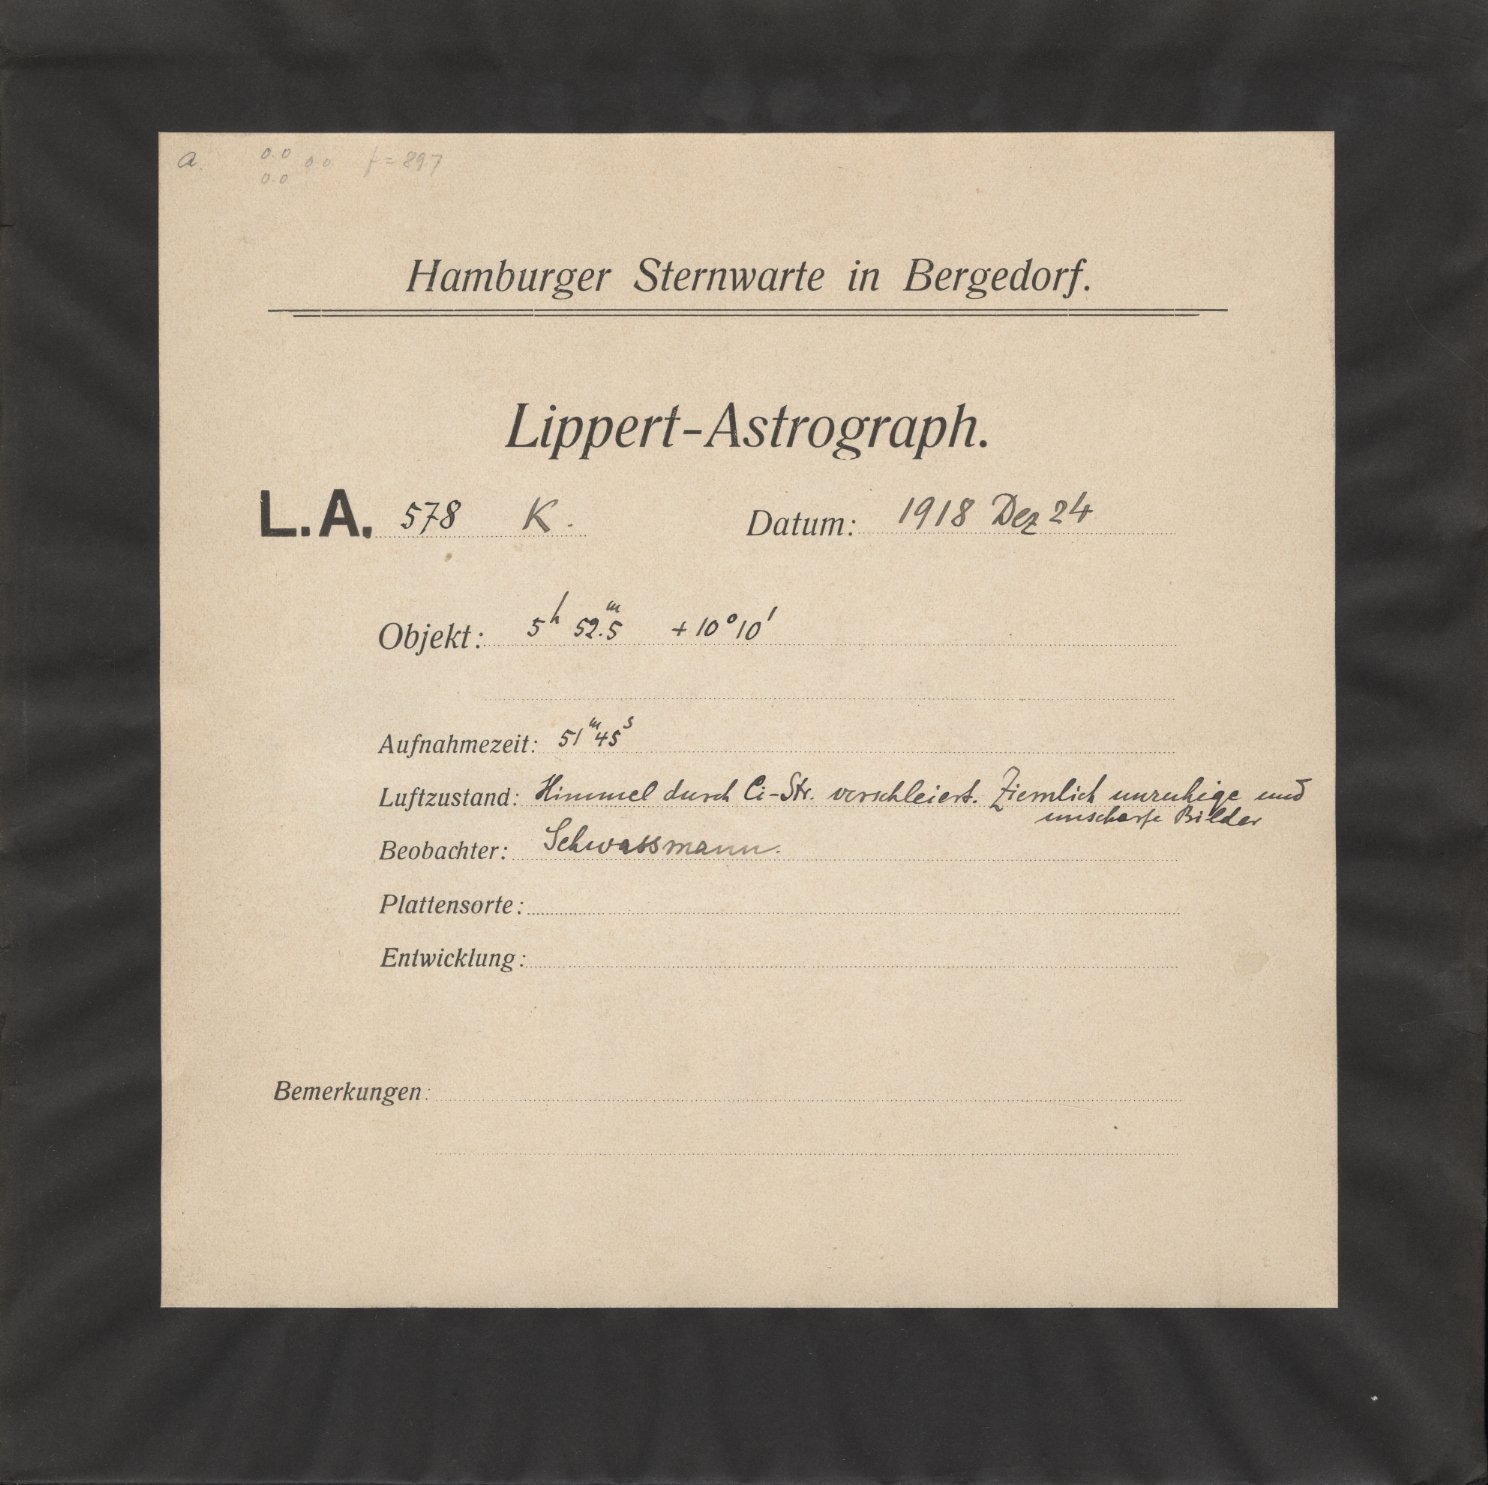 a. 0.0 0.0 f = 897
0.0
Hamburger Sternwarte in Bergedorf.
Lippert-Astrograph.
L.A. 578 K. Datum: 1918 Dez 24
Objekt: 5h 52.5m +10°10'
Aufnahmezeit: 51m 45s
Luftzustand: Himmel durch Ci-Str. verschleiert. Ziemlich unruhige und
unscharfe Bilder
Beobachter: Schwassmann.
Plattensorte:
Entwicklung:
Bemerkungen: